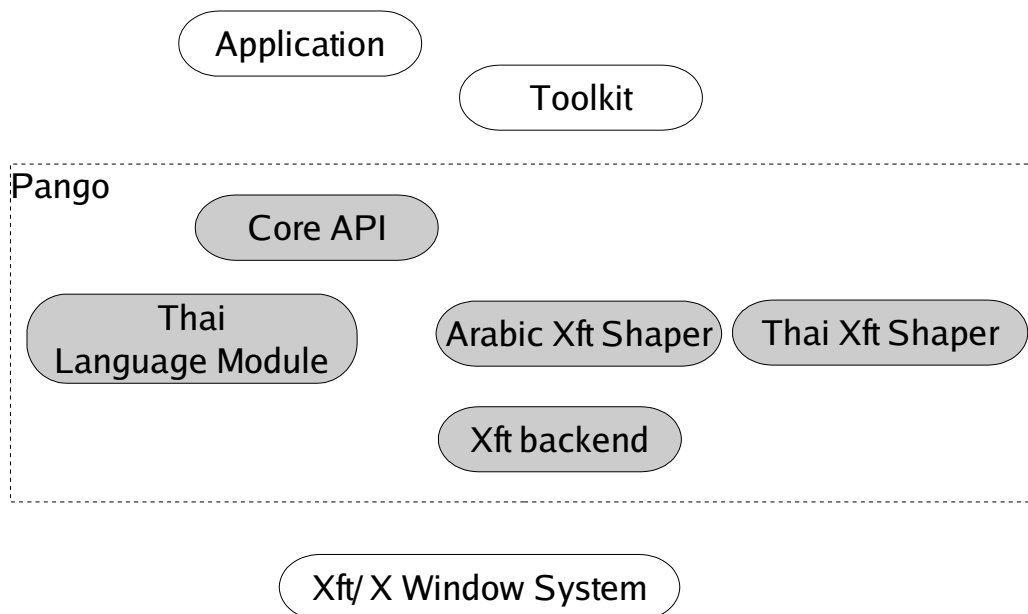 Application
Toolkit
Pango
Core API
Thai
Language Module
Arabic Xft Shaper
Thai Xft Shaper
Xft backend
Xft/ X Window System